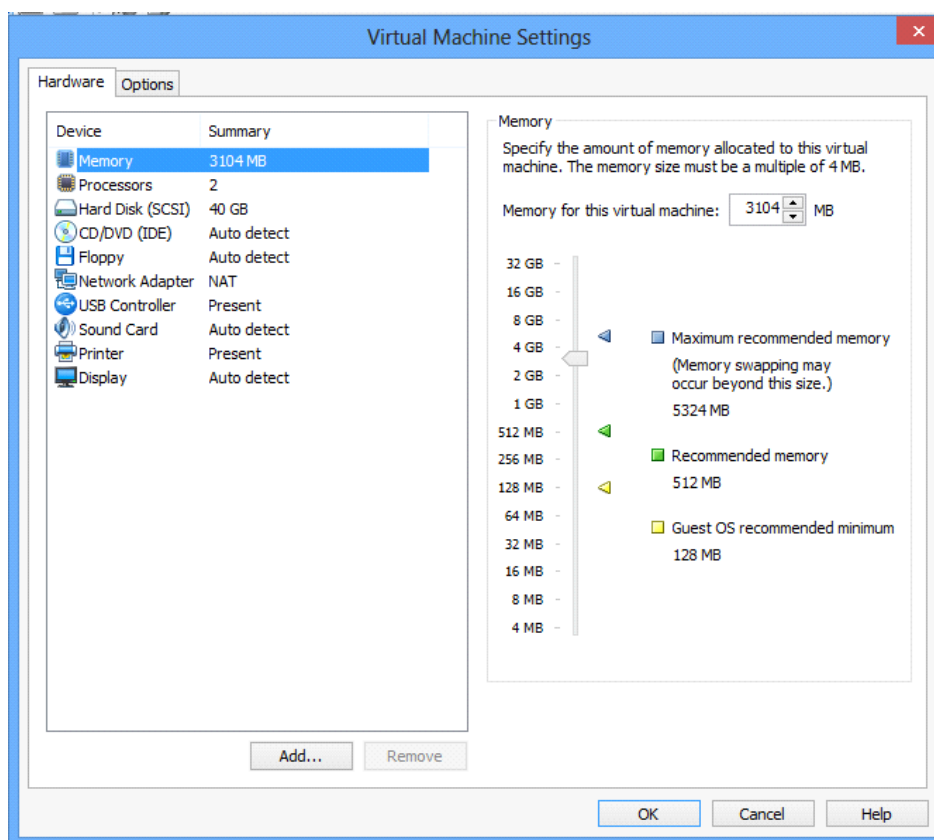 Virtual Machine Settings
Hardware Options
Device Summary
Memory 3104 MB
Processors 2
Hard Disk (SCSI) 40 GB
CD/DVD (IDE) Auto detect
Floppy Auto detect
Network Adapter NAT
USB Controller Present
Sound Card Auto detect
Printer Present
Display Auto detect
Add... Remove
Memory
Specify the amount of memory allocated to this virtual
machine. The memory size must be a multiple of 4 MB.
Memory for this virtual machine: 3104 MB
32 GB
16 GB
8 GB
4 GB
2 GB
1 GB
512 MB
256 MB
128 MB
64 MB
32 MB
16 MB
8 MB
4 MB
Maximum recommended memory
(Memory swapping may
occur beyond this size.)
5324 MB
Recommended memory
512 MB
Guest OS recommended minimum
128 MB
OK Cancel Help